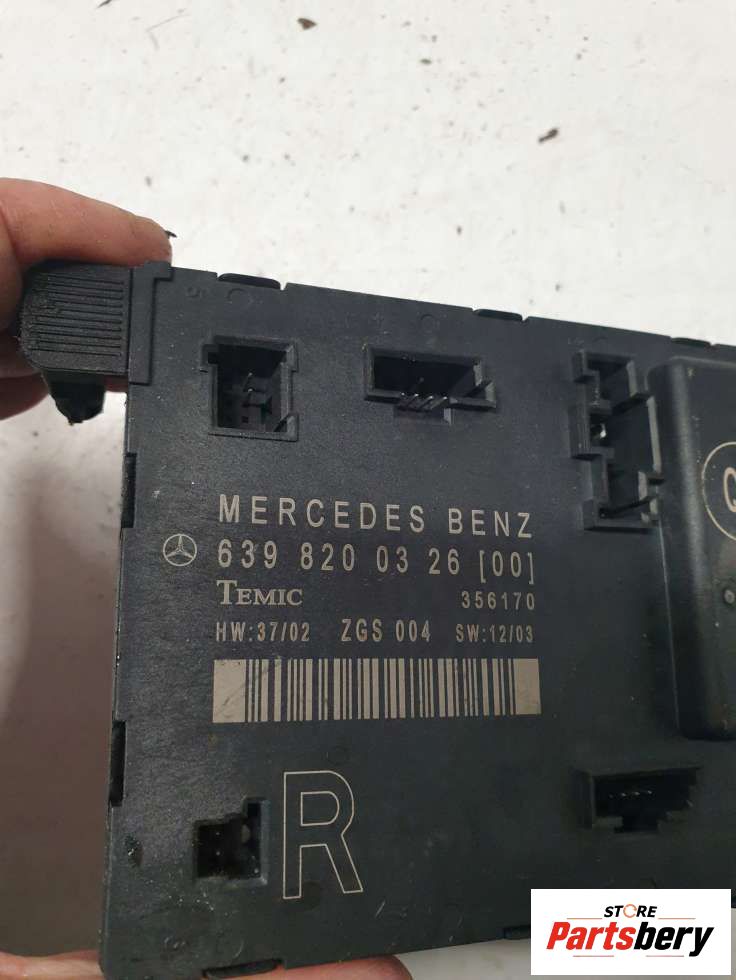 MERCEDES BENZ
639 820 03 26 [00]
TEMIC 356170
HW:37/02 ZGS 004 SW:12/03
R
STORE
Partsbery